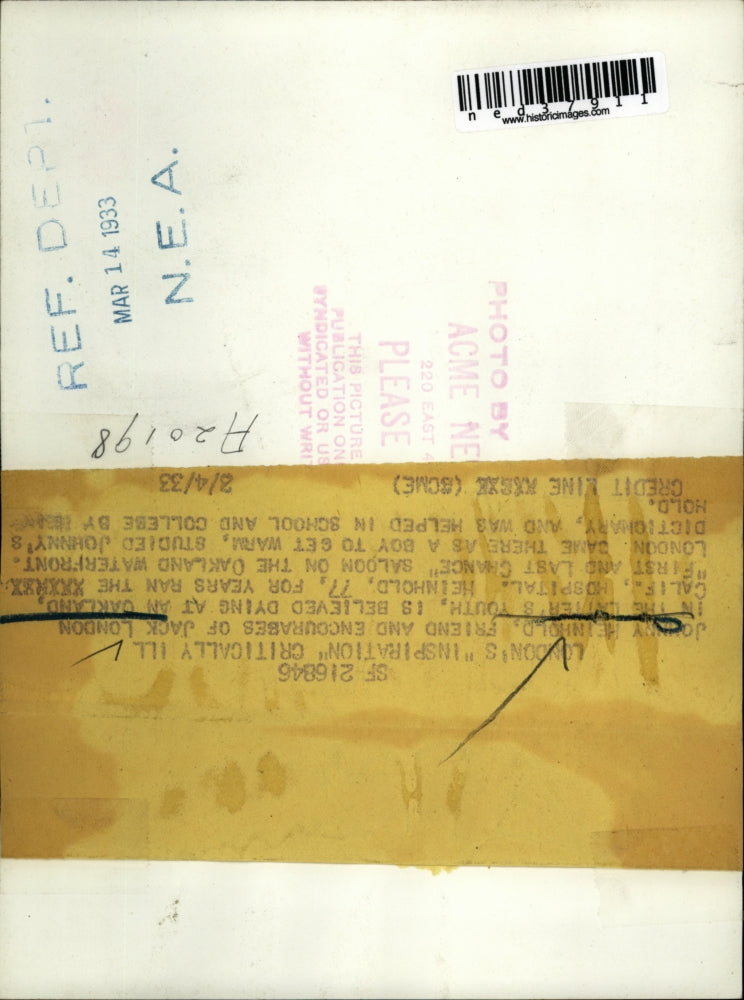 ned37911
www.historicimages.com
REF. DEPT.
MAR 14 1933
N.E.A.
PHOTO BY
ACME NE
220 EAST 4
PLEASE
THIS PICTURE
PUBLICATION ON
SYNDICATED OR US
WITHOUT WRIT
A20198
SF 216846
LONDON'S "INSPIRATION" CRITICALLY ILL
JOHNNY HEINHOLD, FRIEND AND ENCOURAGES OF JACK LONDON
IN THE LATTER'S YOUTH, IS BELIEVED DYING AT AN OAKLAND,
CALIF., HOSPITAL. HEINHOLD, 77, FOR YEARS RAN THE XXXXXX
"FIRST AND LAST CHANCE" SALOON ON THE OAKLAND WATERFRONT.
LONDON CAME THERE AS A BOY TO GET WARM, STUDIED JOHNNY'S
DICTIONARY, AND WAS HELPED IN SCHOOL AND COLLEGE BY
HOLD.
CREDIT LINE (ACME) 2/4/33